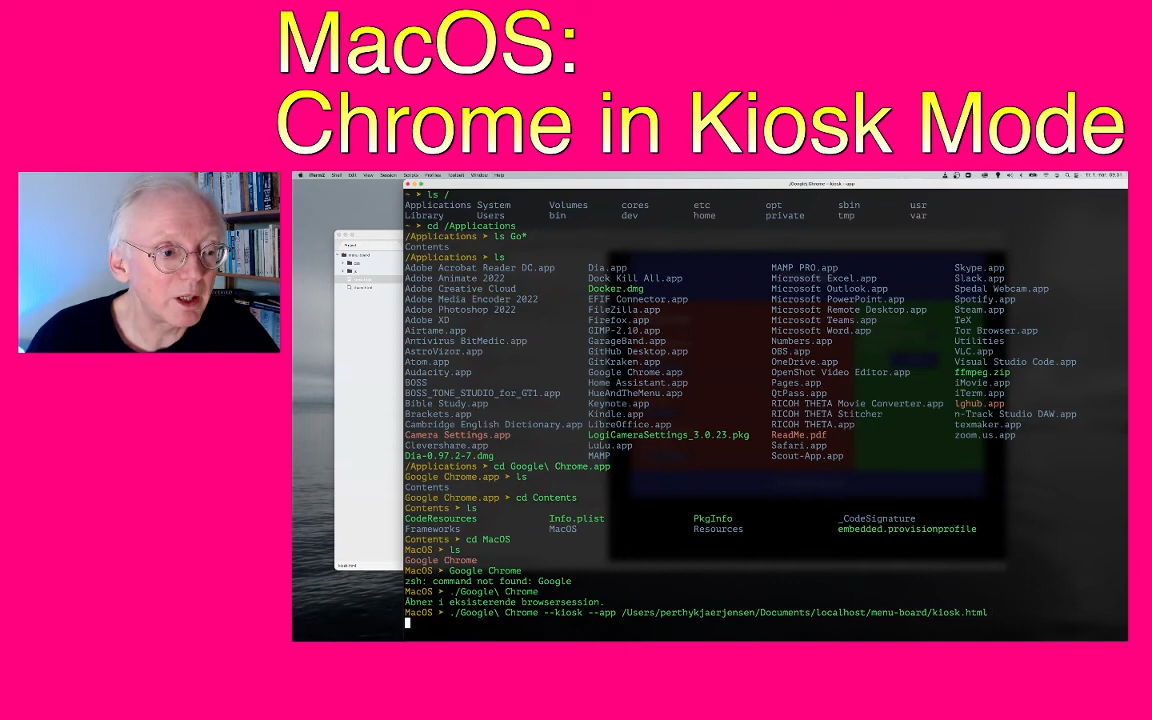 MacOS:
Chrome in Kiosk Mode
iTerm2 Shell Edit View Session Scripts Profiles Toolbelt Window Help
~ ➤ ls /
Applications System Volumes cores etc opt sbin usr
Library Users bin dev home private tmp var
~ ➤ cd /Applications
/Applications ➤ ls Go*
Contents
/Applications ➤ ls
Adobe Acrobat Reader DC.app Dia.app MAMP PRO.app Skype.app
Adobe Animate 2022 Dock Kill All.app Microsoft Excel.app Slack.app
Adobe Creative Cloud Docker.dmg Microsoft Outlook.app Spedal Webcam.app
Adobe Media Encoder 2022 EFIF Connector.app Microsoft PowerPoint.app Spotify.app
Adobe Photoshop 2022 FileZilla.app Microsoft Remote Desktop.app Steam.app
Adobe XD Firefox.app Microsoft Teams.app TeX
Airtame.app GIMP-2.10.app Microsoft Word.app Tor Browser.app
Antivirus BitMedic.app GarageBand.app Numbers.app Utilities
AstroVizor.app GitHub Desktop.app OBS.app VLC.app
Atom.app GitKraken.app OneDrive.app Visual Studio Code.app
Audacity.app Google Chrome.app OpenShot Video Editor.app ffmpeg.zip
BOSS Home Assistant.app Pages.app iMovie.app
BOSS_TONE_STUDIO_for_GT1.app HueAndTheMenu.app QtPass.app iTerm.app
Bible Study.app Keynote.app RICOH THETA Movie Converter.app lghub.app
Brackets.app Kindle.app RICOH THETA Stitcher n-Track Studio DAW.app
Cambridge English Dictionary.app LibreOffice.app RICOH THETA.app texmaker.app
Camera Settings.app LogiCameraSettings_3.0.23.pkg ReadMe.pdf zoom.us.app
Clevershare.app LuLu.app Safari.app
Dia-0.97.2-7.dmg MAMP Scout-App.app
/Applications ➤ cd Google\ Chrome.app
Google Chrome.app ➤ ls
Contents
Google Chrome.app ➤ cd Contents
Contents ➤ ls
CodeResources Info.plist PkgInfo _CodeSignature
Frameworks MacOS Resources embedded.provisionprofile
Contents ➤ cd MacOS
MacOS ➤ ls
Google Chrome
MacOS ➤ Google Chrome
zsh: command not found: Google
MacOS ➤ ./Google\ Chrome
Åbner i eksisterende browsersession.
MacOS ➤ ./Google\ Chrome --kiosk --app /Users/perthykjaerjensen/Documents/localhost/menu-board/kiosk.html